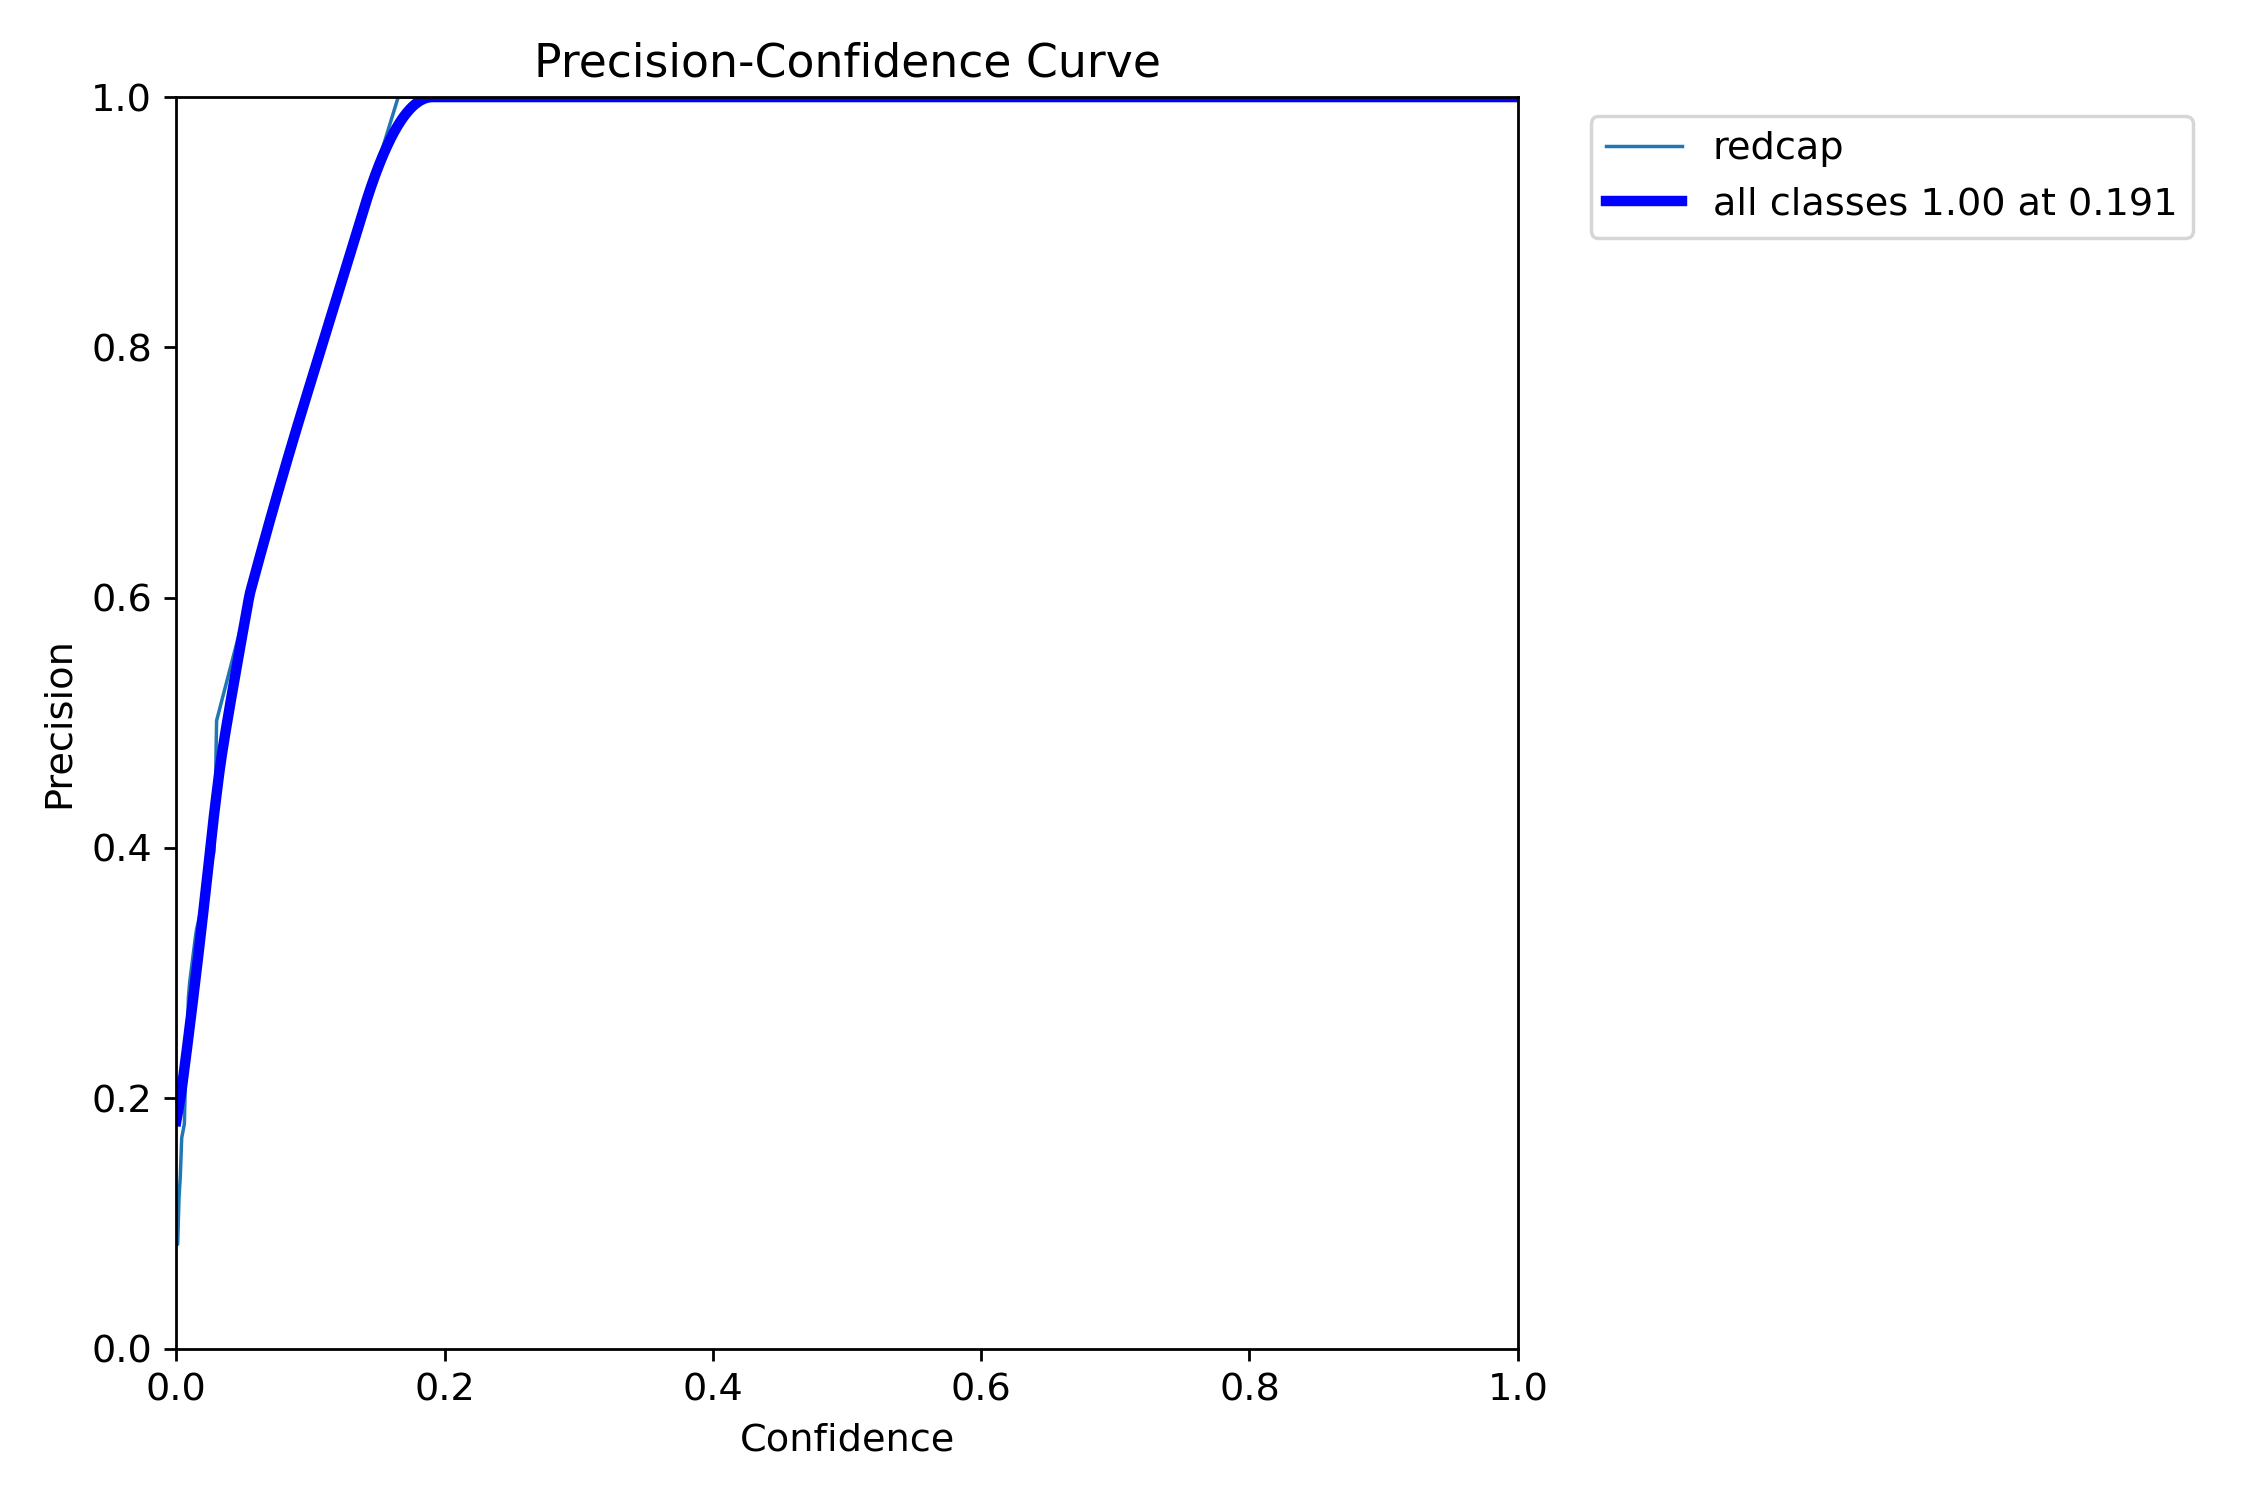 Precision-Confidence Curve
redcap
all classes 1.00 at 0.191
1.0
0.8
0.6
0.4
0.2
0.0
Precision
0.0 0.2 0.4 0.6 0.8 1.0
Confidence